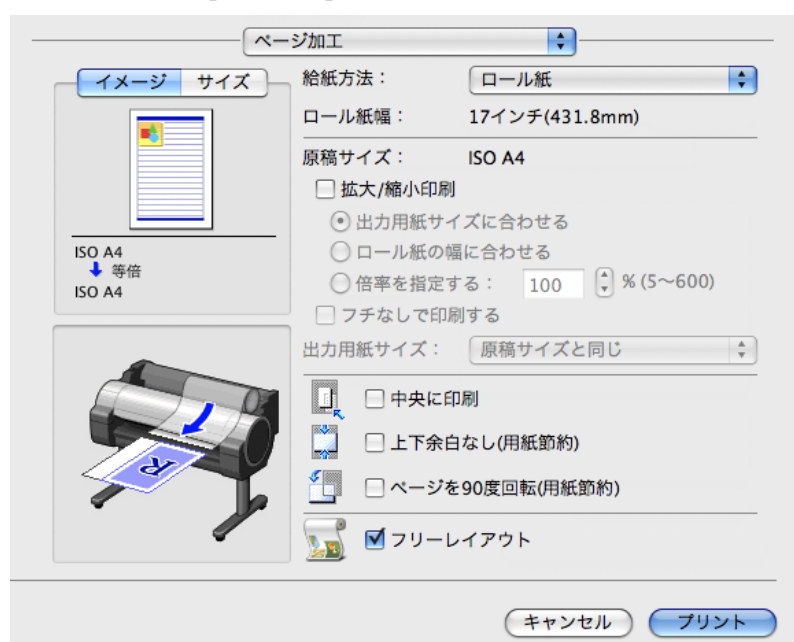 ページ加工
イメージ サイズ
給紙方法： ロール紙
ロール紙幅： 17インチ(431.8mm)
原稿サイズ： ISO A4
拡大/縮小印刷
出力用紙サイズに合わせる
ロール紙の幅に合わせる
倍率を指定する： 100 % (5〜600)
フチなしで印刷する
出力用紙サイズ： 原稿サイズと同じ
ISO A4
等倍
ISO A4
R
中央に印刷
上下余白なし(用紙節約)
ページを90度回転(用紙節約)
フリーレイアウト
キャンセル プリント